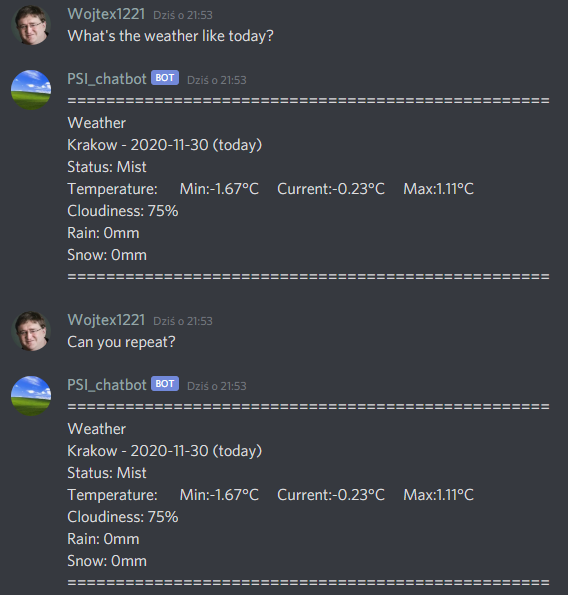 Wojtex1221 Dziś o 21:53
What's the weather like today?
PSI_chatbot BOT Dziś o 21:53
==================================================
Weather
Krakow - 2020-11-30 (today)
Status: Mist
Temperature: Min:-1.67°C Current:-0.23°C Max:1.11°C
Cloudiness: 75%
Rain: 0mm
Snow: 0mm
==================================================
Wojtex1221 Dziś o 21:53
Can you repeat?
PSI_chatbot BOT Dziś o 21:53
==================================================
Weather
Krakow - 2020-11-30 (today)
Status: Mist
Temperature: Min:-1.67°C Current:-0.23°C Max:1.11°C
Cloudiness: 75%
Rain: 0mm
Snow: 0mm
==================================================